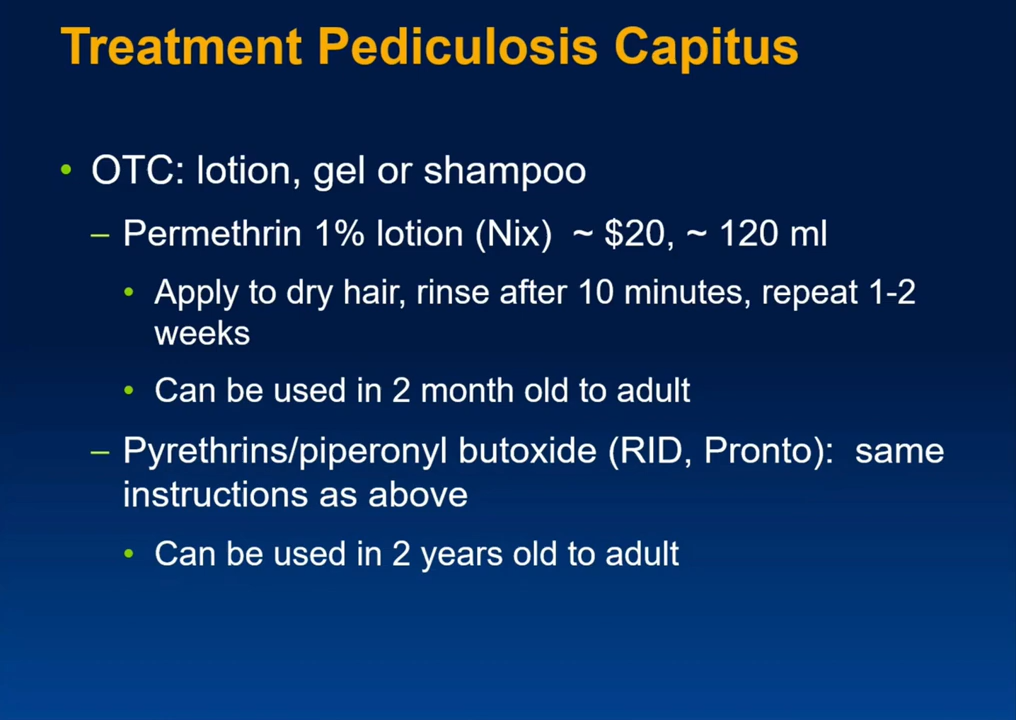 Treatment Pediculosis Capitus
• OTC: lotion, gel or shampoo
– Permethrin 1% lotion (Nix)  ~ $20, ~ 120 ml
• Apply to dry hair, rinse after 10 minutes, repeat 1-2
weeks
• Can be used in 2 month old to adult
– Pyrethrins/piperonyl butoxide (RID, Pronto):  same
instructions as above
• Can be used in 2 years old to adult